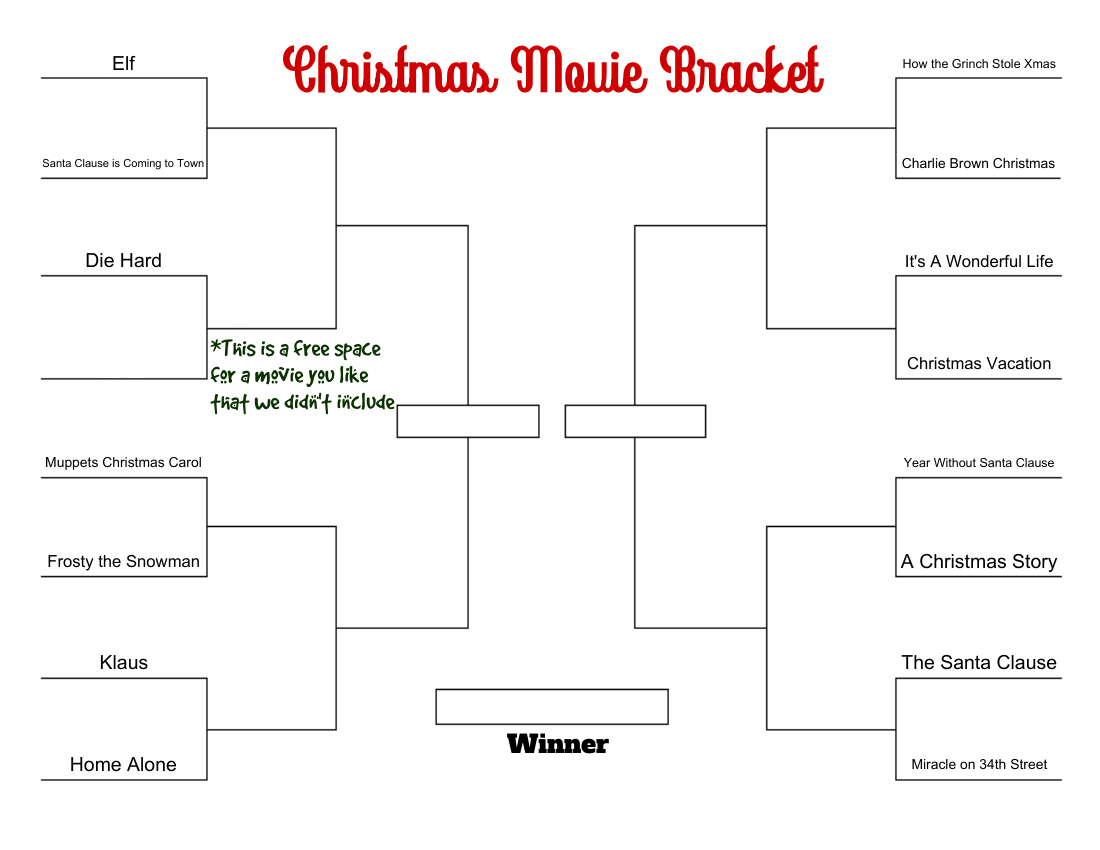 Christmas Movie Bracket
Elf
Santa Clause is Coming to Town
Die Hard
*This is a free space
for a movie you like
that we didn't include
Muppets Christmas Carol
Frosty the Snowman
Klaus
Home Alone
How the Grinch Stole Xmas
Charlie Brown Christmas
It's A Wonderful Life
Christmas Vacation
Year Without Santa Clause
A Christmas Story
The Santa Clause
Miracle on 34th Street
Winner